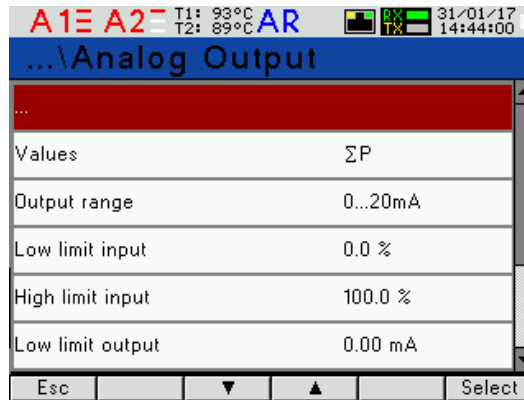 A1 A2 T1: 93°C AR RX 31/01/17
T2: 89°C TX 14:44:00
...\Analog Output
...
Values ΣP
Output range 0...20mA
Low limit input 0.0 %
High limit input 100.0 %
Low limit output 0.00 mA
Esc ▼ ▲ Select